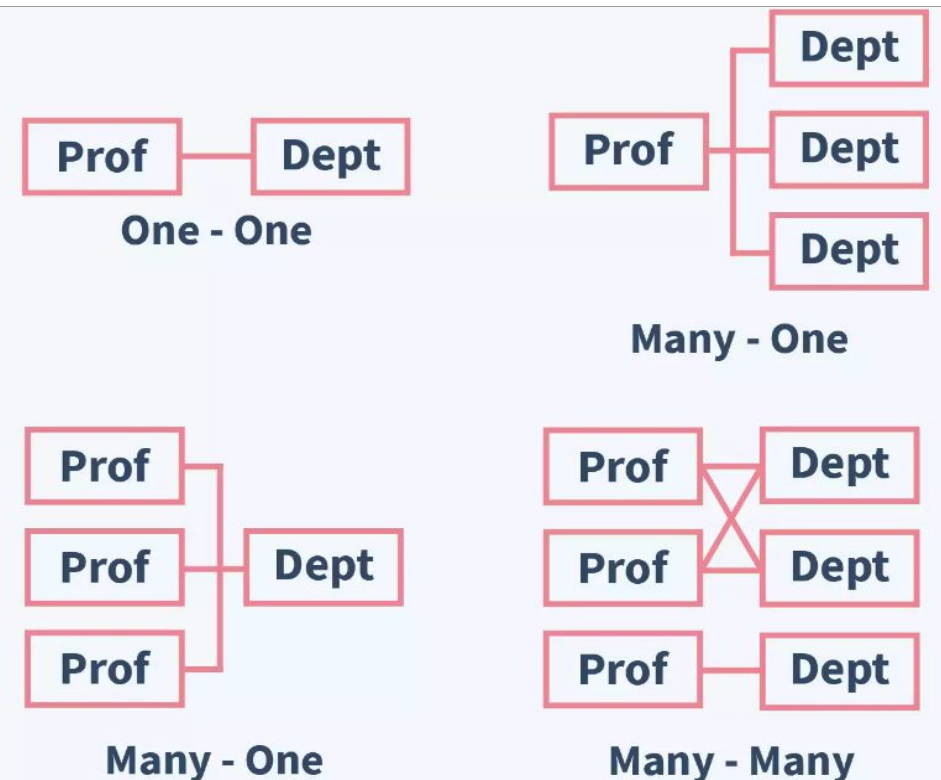 Prof Dept
One - One
Prof
Dept
Dept
Dept
Many - One
Prof
Prof
Prof
Dept
Many - One
Prof Dept
Prof Dept
Prof Dept
Many - Many